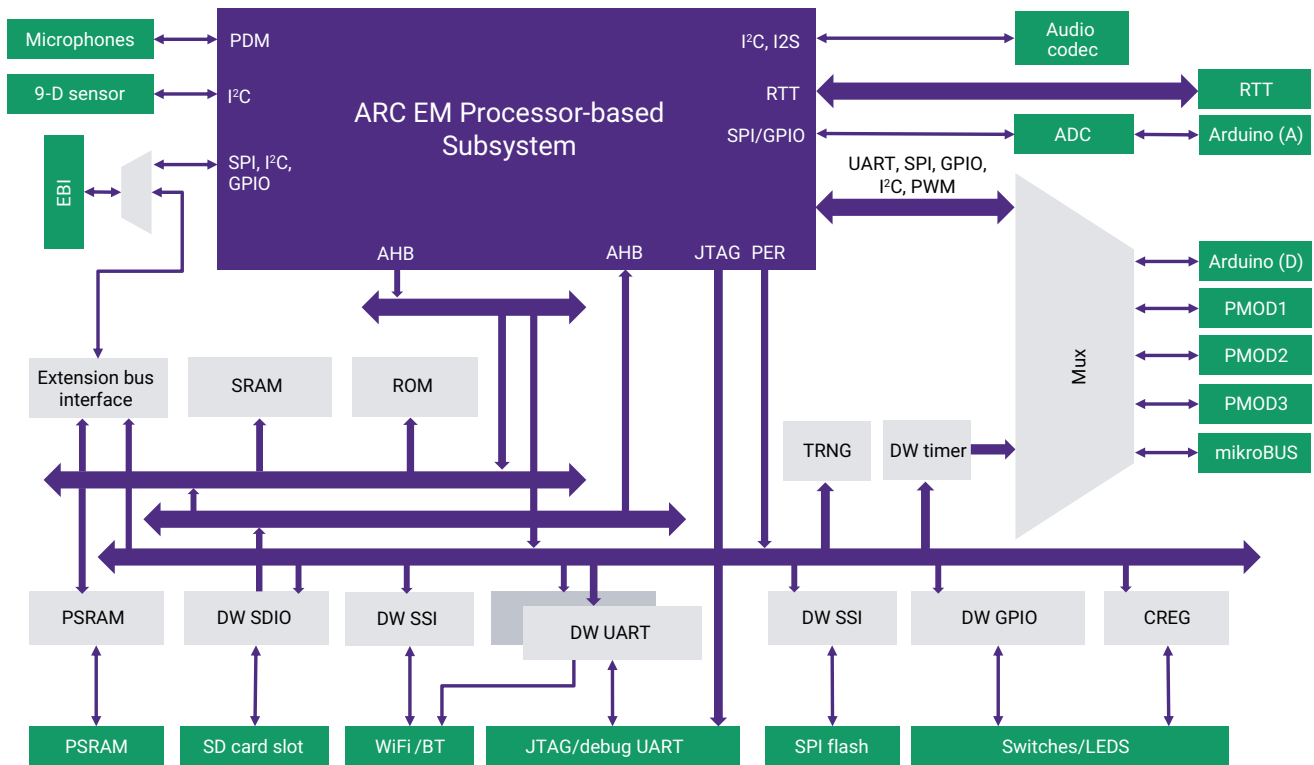 Microphones
PDM
I²C, I2S
Audio
codec
9-D sensor
I²C
ARC EM Processor-based
Subsystem
RTT
RTT
SPI/GPIO
ADC
Arduino (A)
EBI
SPI, I²C,
GPIO
UART, SPI, GPIO,
I²C, PWM
AHB
AHB
JTAG
PER
Mux
Arduino (D)
PMOD1
PMOD2
PMOD3
mikroBUS
Extension bus
interface
SRAM
ROM
TRNG
DW timer
PSRAM
DW SDIO
DW SSI
DW UART
DW SSI
DW GPIO
CREG
PSRAM
SD card slot
WiFi /BT
JTAG/debug UART
SPI flash
Switches/LEDS